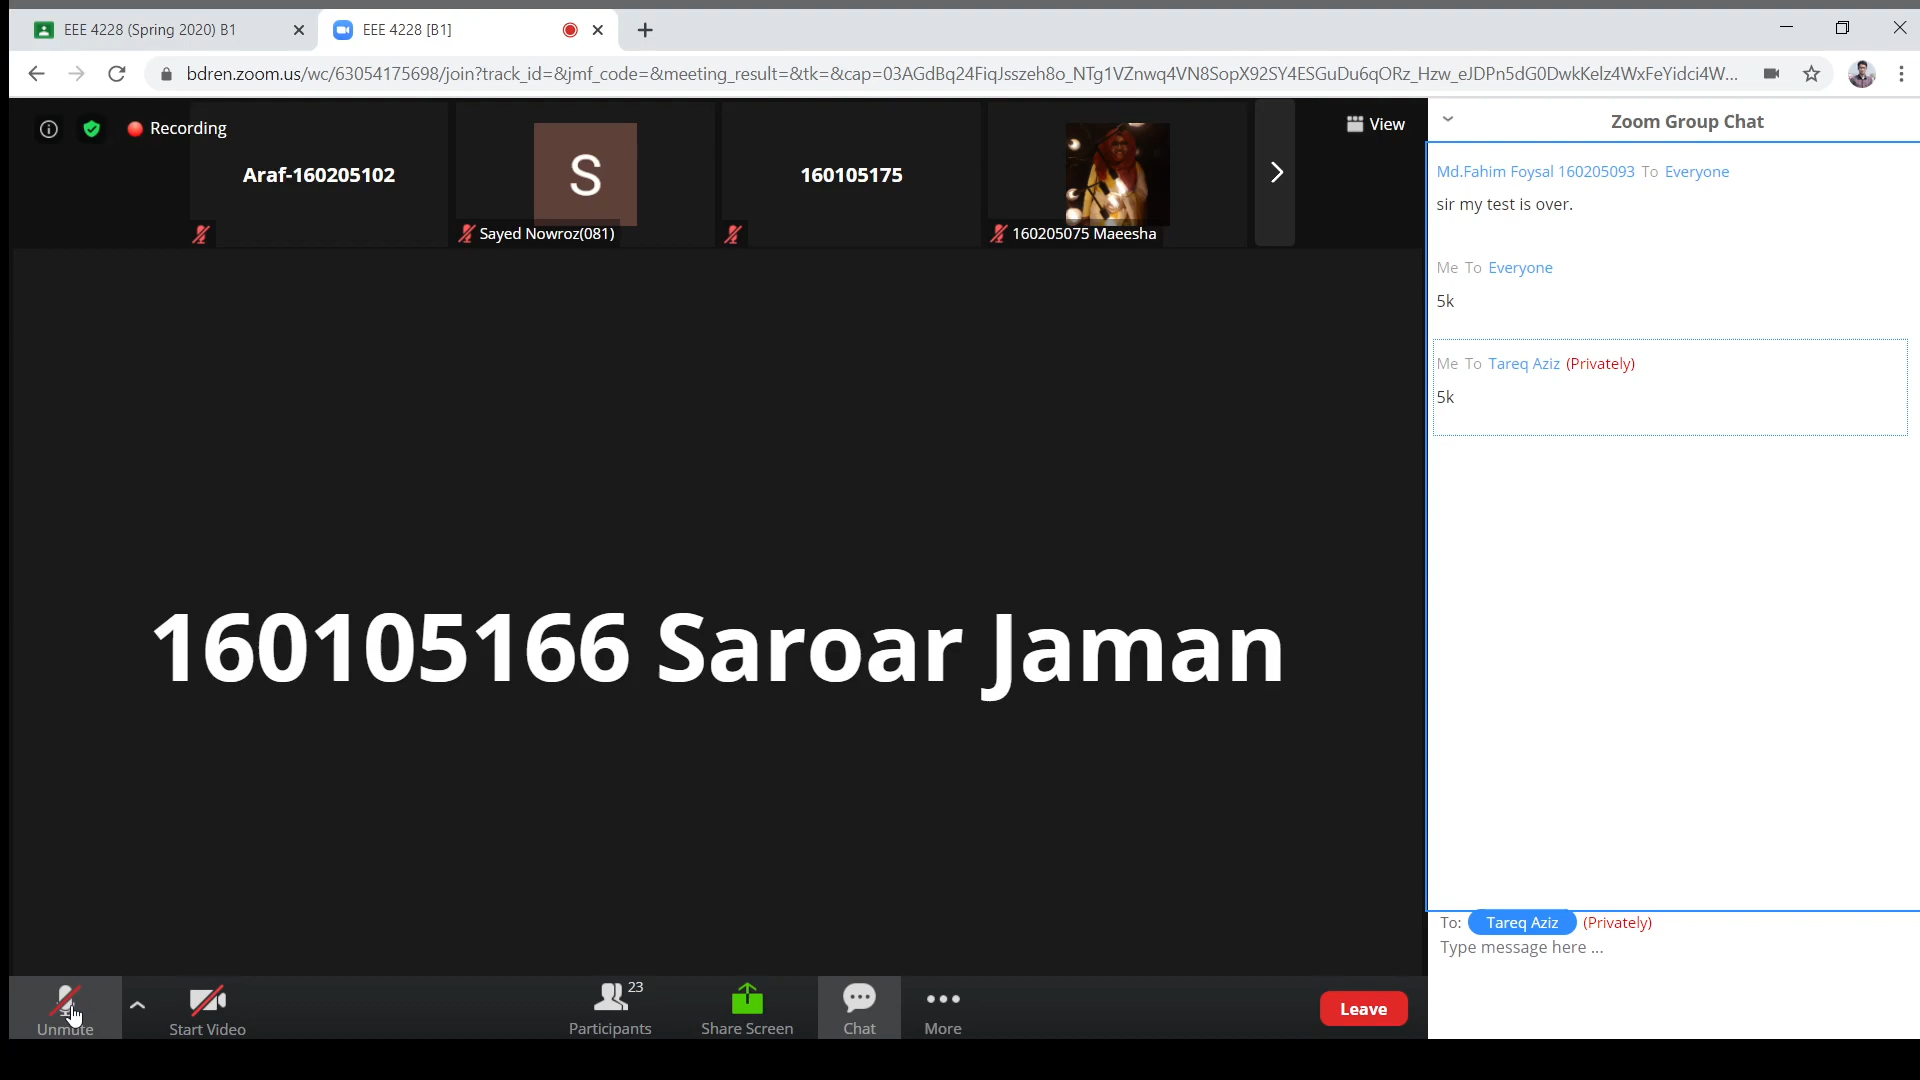 EEE 4228 (Spring 2020) B1
EEE 4228 [B1]
bdren.zoom.us/wc/63054175698/join?track_id=&jmf_code=&meeting_result=&tk=&cap=03AGdBq24FiqJsszeh8o_NTg1VZnwq4VN8SopX92SY4ESGuDu6qORz_Hzw_eJDPn5dG0DwkKelz4WxFeYidci4W...
Recording
Araf-160205102
S
Sayed Nowroz(081)
160105175
160205075 Maeesha
View
Zoom Group Chat
Md.Fahim Foysal 160205093 To Everyone
sir my test is over.
Me To Everyone
5k
Me To Tareq Aziz (Privately)
5k
160105166 Saroar Jaman
To: Tareq Aziz (Privately)
Type message here ...
Unmute
Start Video
23
Participants
Share Screen
Chat
More
Leave